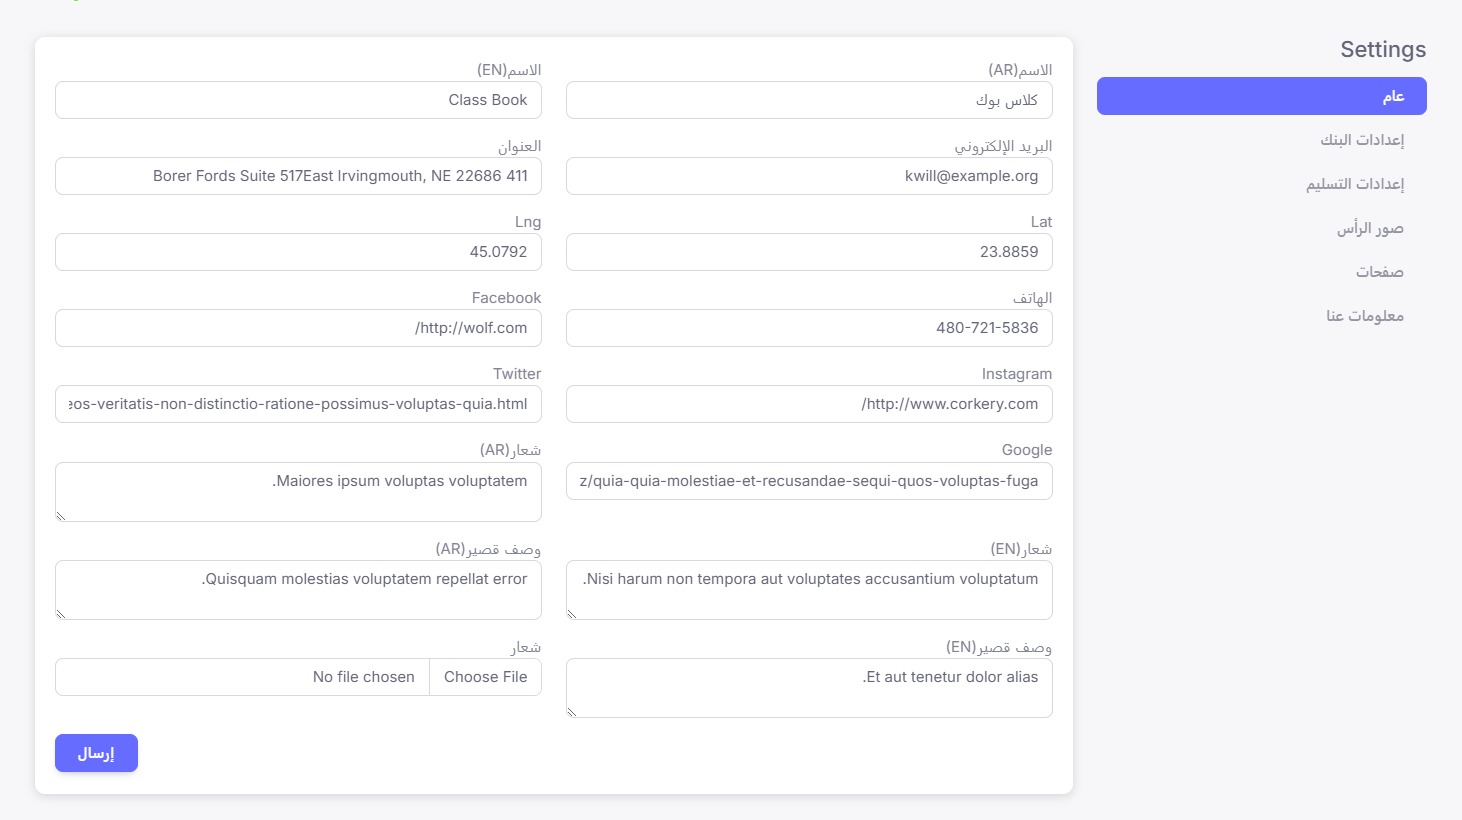 Settings
عام
إعدادات البنك
إعدادات التسليم
صور الرأس
صفحات
معلومات عنا
الاسم(AR)
كلاس بوك
الاسم(EN)
Class Book
البريد الإلكتروني
kwill@example.org
العنوان
Borer Fords Suite 517East Irvingmouth, NE 22686 411
Lat
23.8859
Lng
45.0792
الهاتف
480-721-5836
Facebook
/http://wolf.com
Instagram
/http://www.corkery.com
Twitter
eos-veritatis-non-distinctio-ratione-possimus-voluptas-quia.html
Google
z/quia-quia-molestiae-et-recusandae-sequi-quos-voluptas-fuga
شعار(AR)
.Maiores ipsum voluptas voluptatem
شعار(EN)
.Nisi harum non tempora aut voluptates accusantium voluptatum
وصف قصير(AR)
.Quisquam molestias voluptatem repellat error
وصف قصير(EN)
.Et aut tenetur dolor alias
شعار
Choose File
No file chosen
إرسال